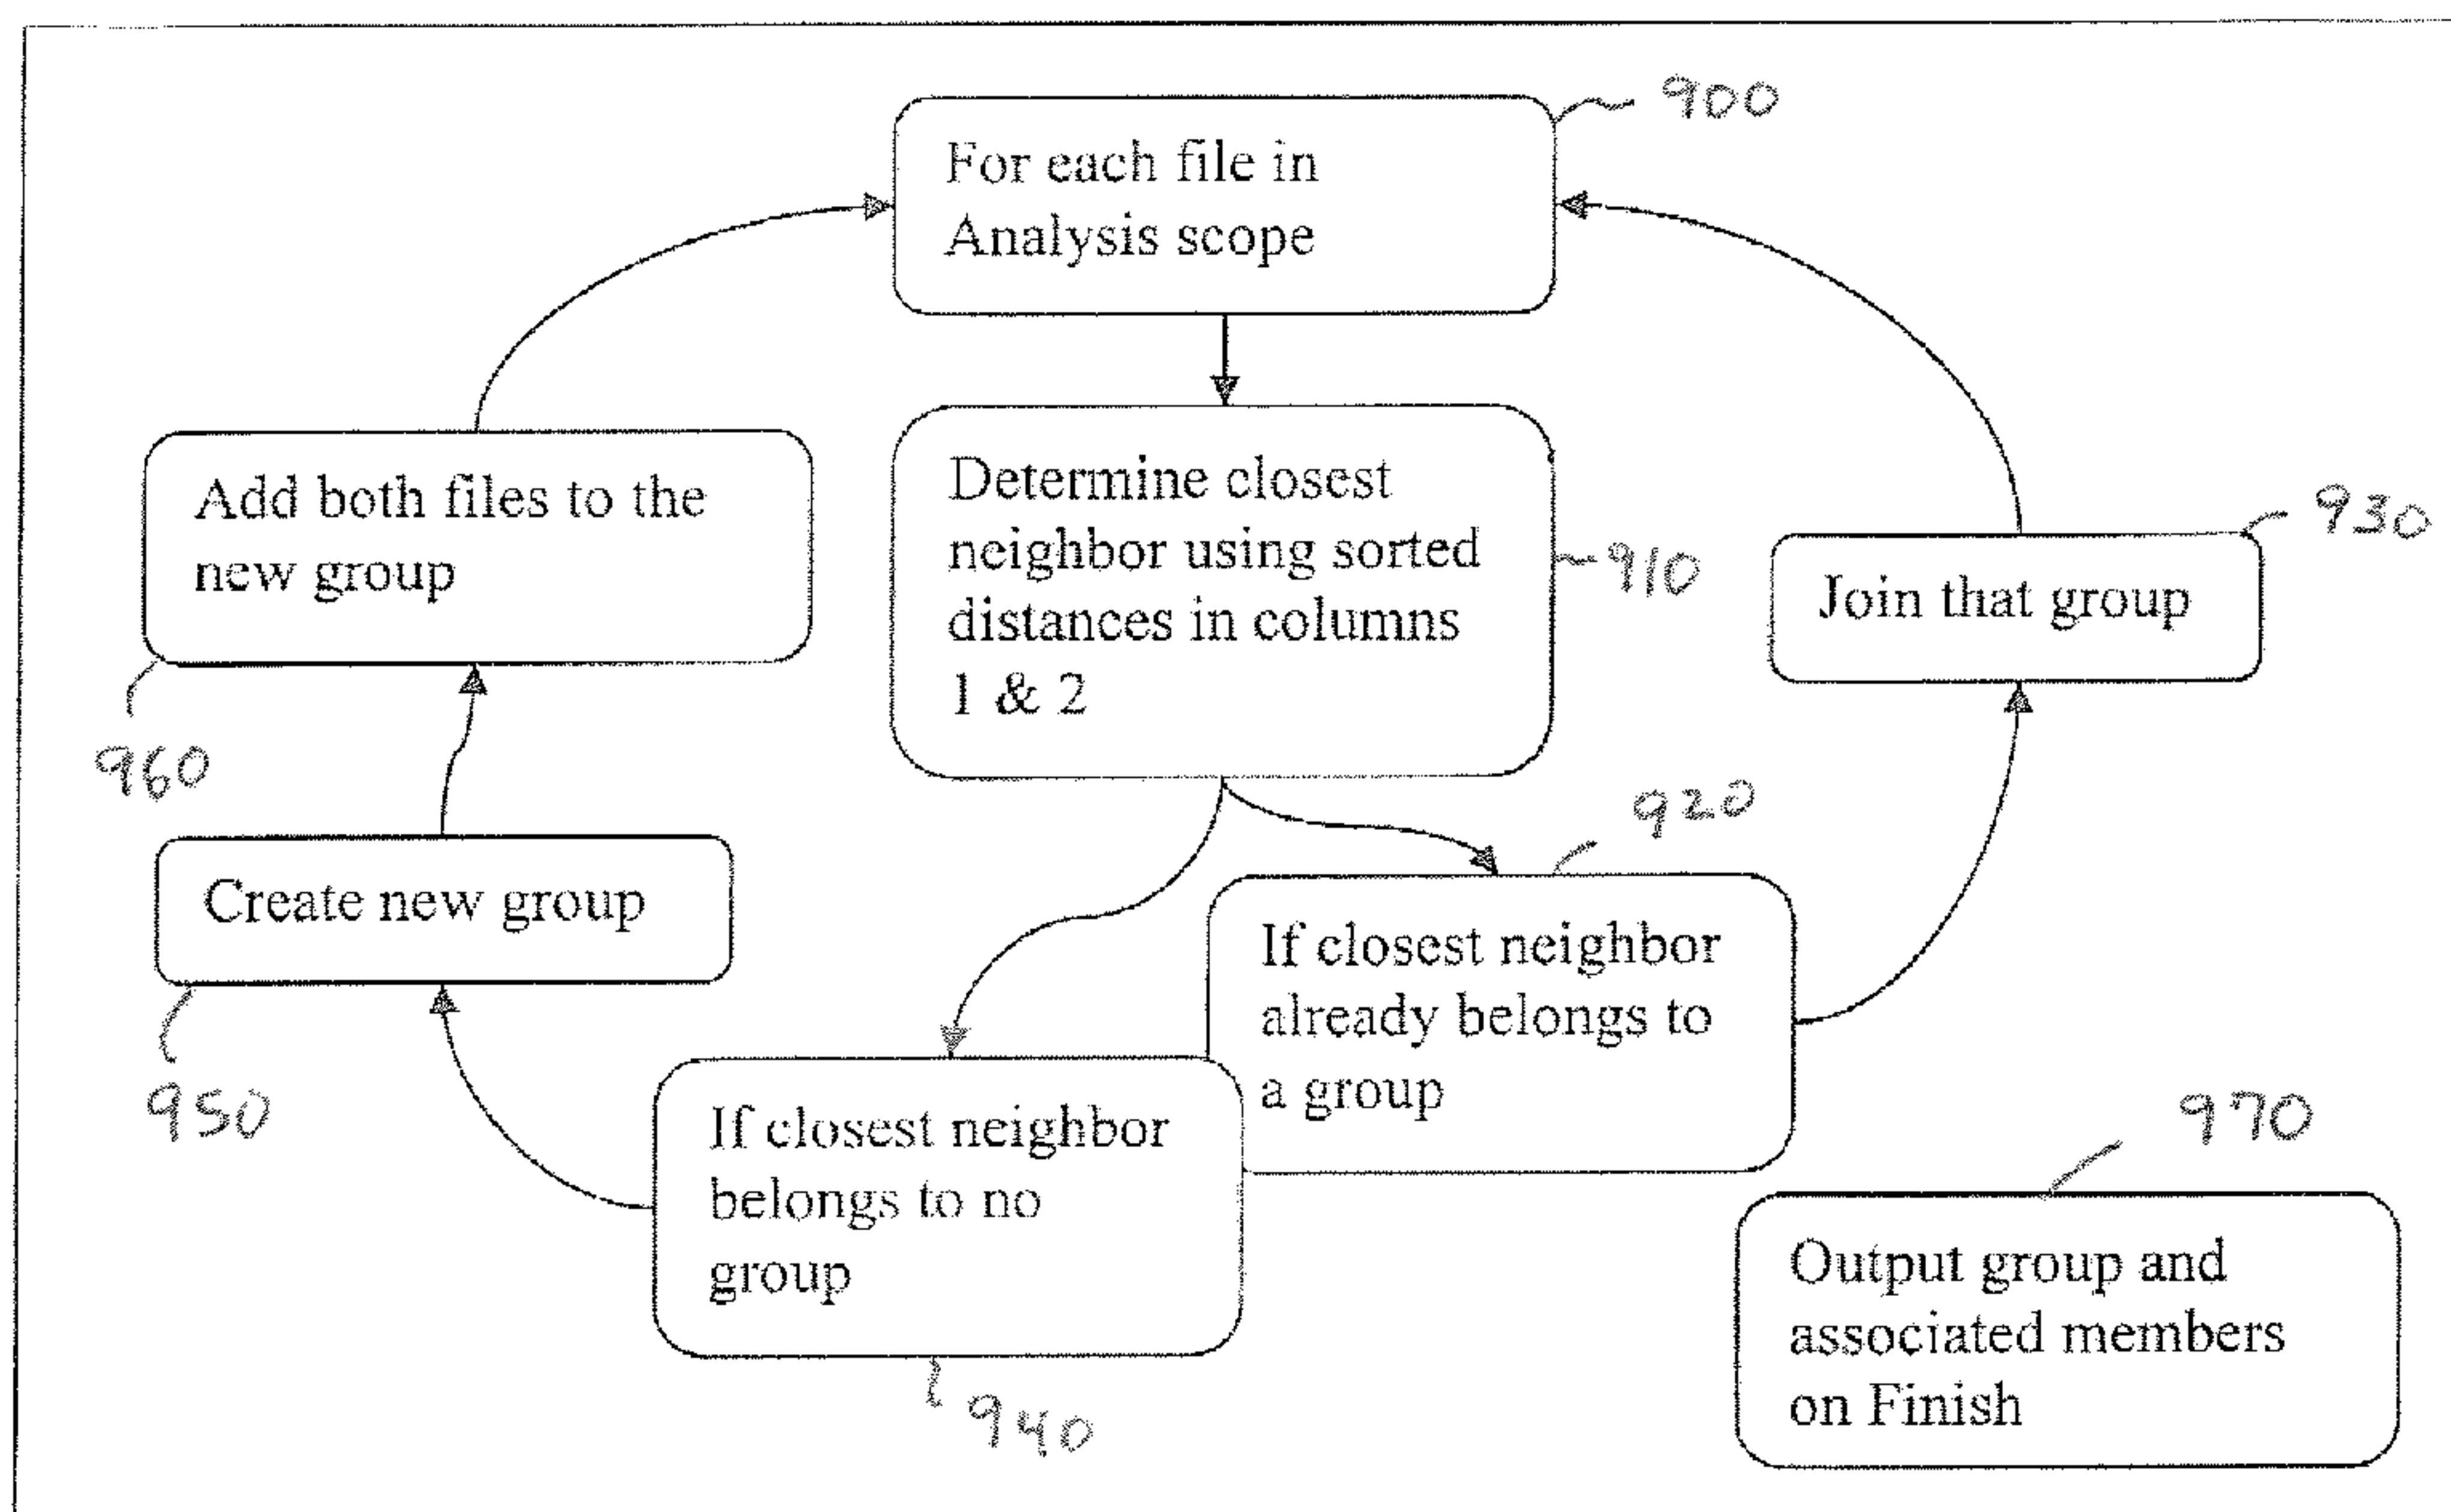 900
For each file in
Analysis scope
Determine closest
neighbor using sorted
distances in columns
1 & 2
910
920
If closest neighbor
already belongs to
a group
930
Join that group
If closest neighbor
belongs to no
group
940
Create new group
950
Add both files to the
new group
960
970
Output group and
associated members
on Finish